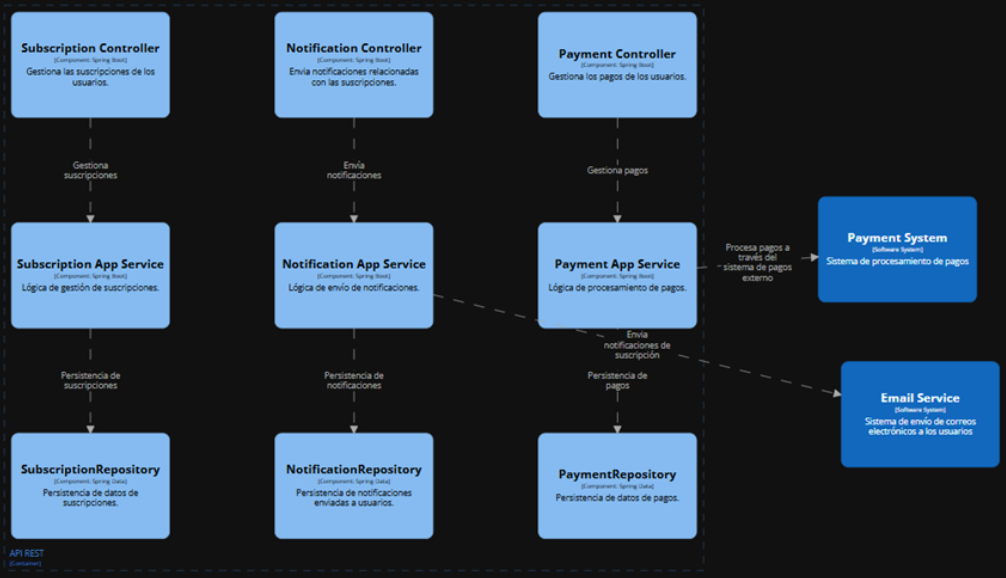 Subscription Controller
[Component: Spring Boot]
Gestiona las suscripciones de los
usuarios.
Notification Controller
[Component: Spring Boot]
Envia notificaciones relacionadas
con las suscripciones.
Payment Controller
[Component: Spring Boot]
Gestiona los pagos de los usuarios.
Gestiona
suscripciones
Envía
notificaciones
Gestiona pagos
Subscription App Service
[Component: Spring Boot]
Lógica de gestión de suscripciones.
Notification App Service
[Component: Spring Boot]
Lógica de envío de notificaciones.
Payment App Service
[Component: Spring Boot]
Lógica de procesamiento de pagos.
Procesa pagos a
través del
sistema de pagos
externo
Payment System
[Software System]
Sistema de procesamiento de pagos
Persistencia de
suscripciones
Persistencia de
notificaciones
Envia
notificaciones de
suscripción
Persistencia de
pagos
Email Service
[Software System]
Sistema de envío de correos
electrónicos a los usuarios
SubscriptionRepository
[Component: Spring Data]
Persistencia de datos de
suscripciones.
NotificationRepository
[Component: Spring Data]
Persistencia de notificaciones
enviadas a usuarios.
PaymentRepository
[Component: Spring Data]
Persistencia de datos de pagos.
API REST
[Container]